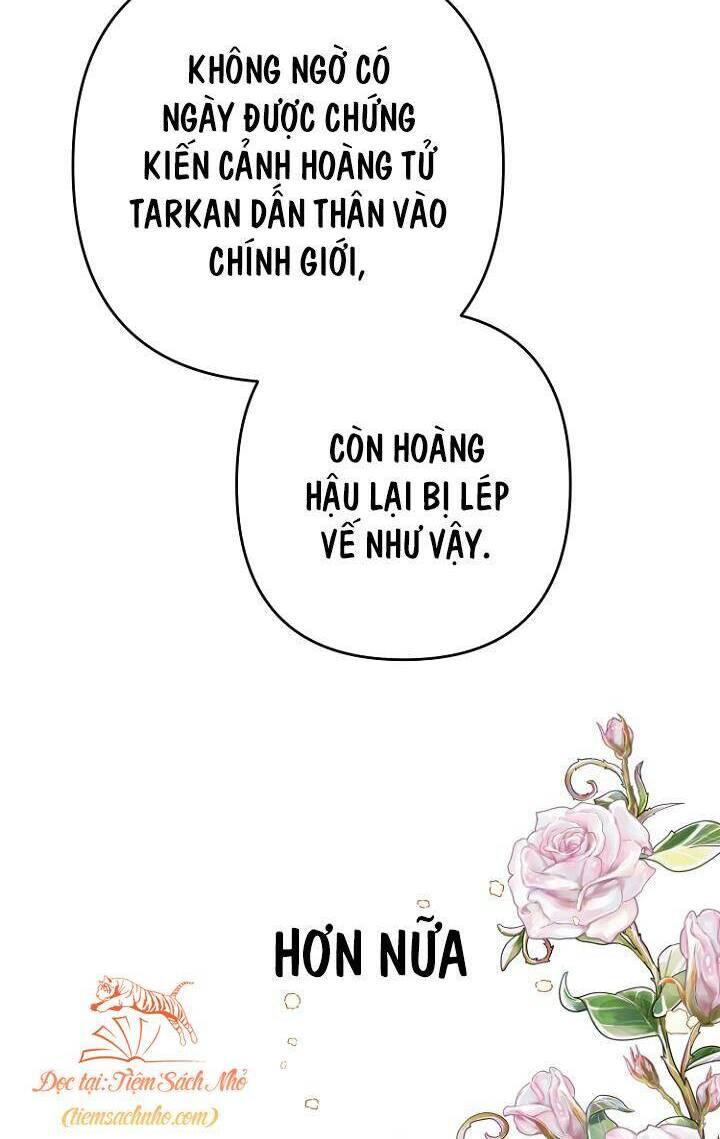 KHÔNG NGỜ CÓ
NGÀY ĐƯỢC CHỨNG
KIẾN CẢNH HOÀNG TỬ
TARKAN DẤN THÂN VÀO
CHÍNH GIỚI,
CÒN HOÀNG
HẬU LẠI BỊ LÉP
VẾ NHƯ VẬY.
HƠN NỮA
Đọc tại: Tiệm Sách Nhỏ
(tiemsachnho.com)